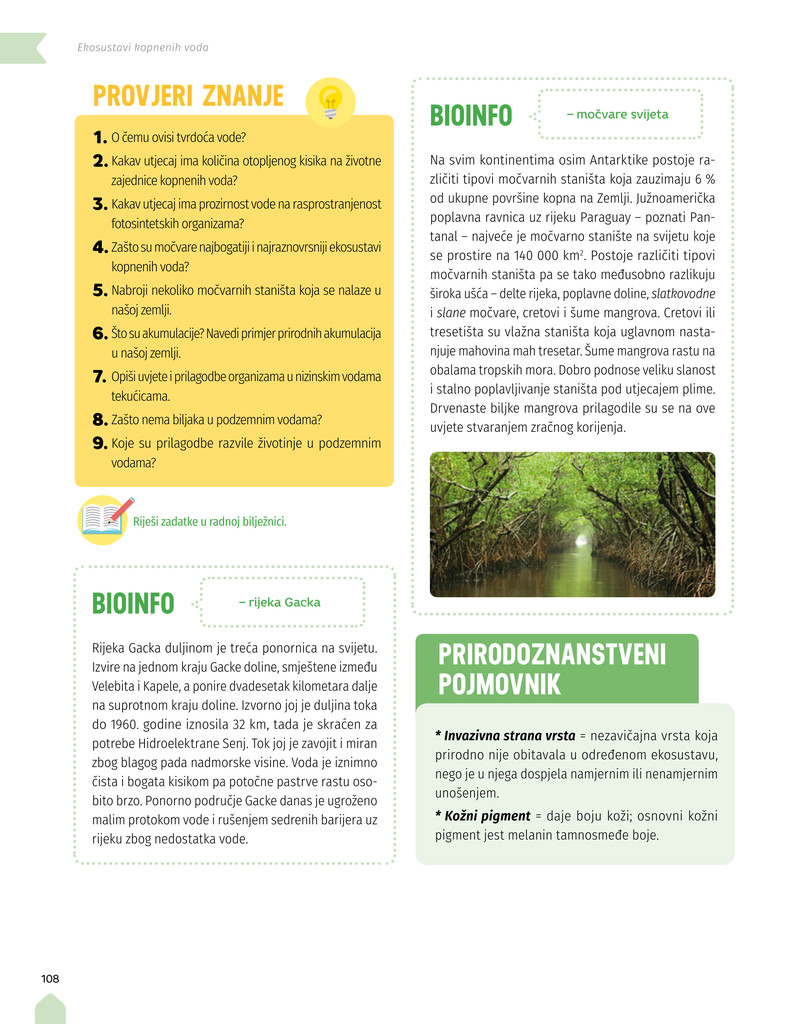 Ekosustavi kopnenih voda
PROVJERI ZNANJE
1. O čemu ovisi tvrdoća vode?
2. Kakav utjecaj ima količina otopljenog kisika na životne
zajednice kopnenih voda?
3. Kakav utjecaj ima prozirnost vode na rasprostranjenost
fotosintetskih organizama?
4. Zašto su močvare najbogatiji i najraznovrsniji ekosustavi
kopnenih voda?
5. Nabroji nekoliko močvarnih staništa koja se nalaze u
našoj zemlji.
6. Što su akumulacije? Navedi primjer prirodnih akumulacija
u našoj zemlji.
7. Opiši uvjete i prilagodbe organizama u nizinskim vodama
tekućicama.
8. Zašto nema biljaka u podzemnim vodama?
9. Koje su prilagodbe razvile životinje u podzemnim
vodama?
Riješi zadatke u radnoj bilježnici.
BIOINFO
– rijeka Gacka
Rijeka Gacka duljinom je treća ponornica na svijetu.
Izvire na jednom kraju Gacke doline, smještene između
Velebita i Kapele, a ponire dvadesetak kilometara dalje
na suprotnom kraju doline. Izvorno joj je duljina toka
do 1960. godine iznosila 32 km, tada je skraćen za
potrebe Hidroelektrane Senj. Tok joj je zavojit i miran
zbog blagog pada nadmorske visine. Voda je iznimno
čista i bogata kisikom pa potočne pastrve rastu oso-
bito brzo. Ponorno područje Gacke danas je ugroženo
malim protokom vode i rušenjem sedrenih barijera uz
rijeku zbog nedostatka vode.
BIOINFO
– močvare svijeta
Na svim kontinentima osim Antarktike postoje ra-
zličiti tipovi močvarnih staništa koja zauzimaju 6 %
od ukupne površine kopna na Zemlji. Južnoamerička
poplavna ravnica uz rijeku Paraguay – poznati Pan-
tanal – najveće je močvarno stanište na svijetu koje
se prostire na 140 000 km².  Postoje različiti tipovi
močvarnih staništa pa se tako međusobno razlikuju
široka ušća – delte rijeka, poplavne doline, slatkovodne
i slane močvare, cretovi i šume mangrova. Cretovi ili
tresetišta su vlažna staništa koja uglavnom nasta-
njuje mahovina mah tresetar. Šume mangrova rastu na
obalama tropskih mora. Dobro podnose veliku slanost
i stalno poplavljivanje staništa pod utjecajem plime.
Drvenaste biljke mangrova prilagodile su se na ove
uvjete stvaranjem zračnog korijenja.
PRIRODOZNANSTVENI
POJMOVNIK
* Invazivna strana vrsta = nezavičajna vrsta koja
prirodno nije obitavala u određenom ekosustavu,
nego je u njega dospjela namjernim ili nenamjernim
unošenjem.
* Kožni pigment = daje boju koži; osnovni kožni
pigment jest melanin tamnosmeđe boje.
108